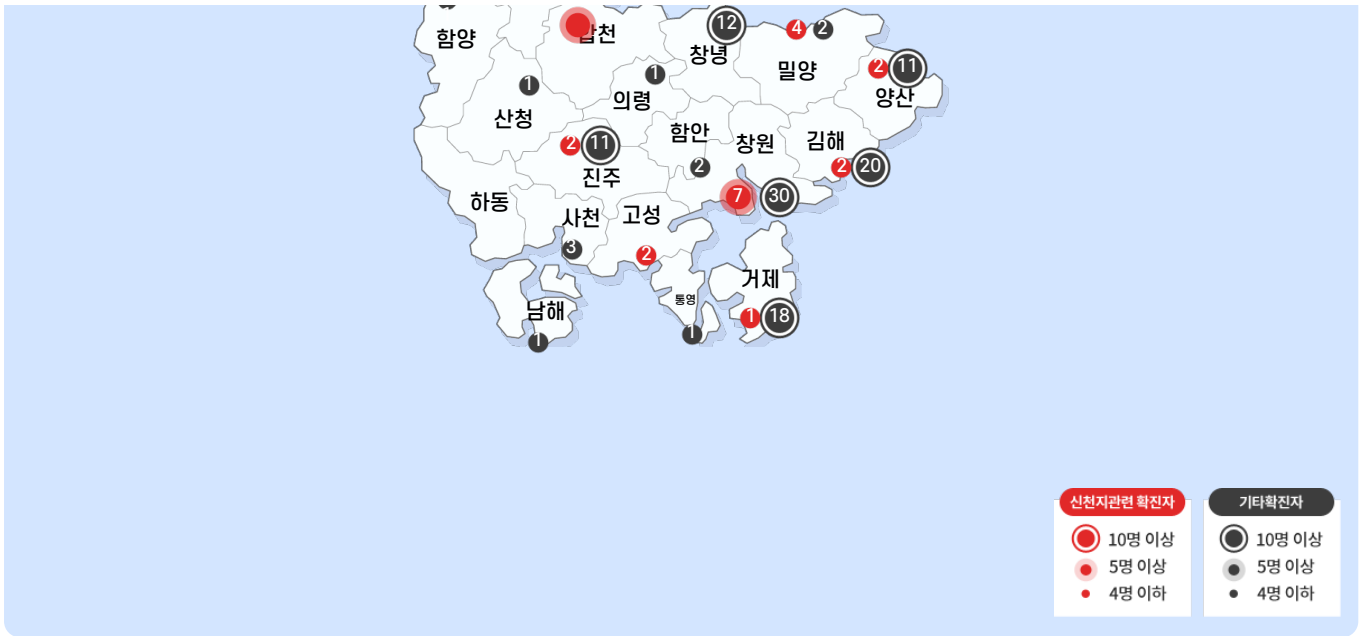 12
4
2
함양
합천
창녕
밀양
2
11
양산
1
1
의령
산청
함안
창원
김해
2
11
2
2
20
진주
7
30
하동
사천
고성
3
2
거제
통영
남해
1
18
1
1
신천지관련 확진자
기타확진자
10명 이상
10명 이상
5명 이상
5명 이상
4명 이하
4명 이하